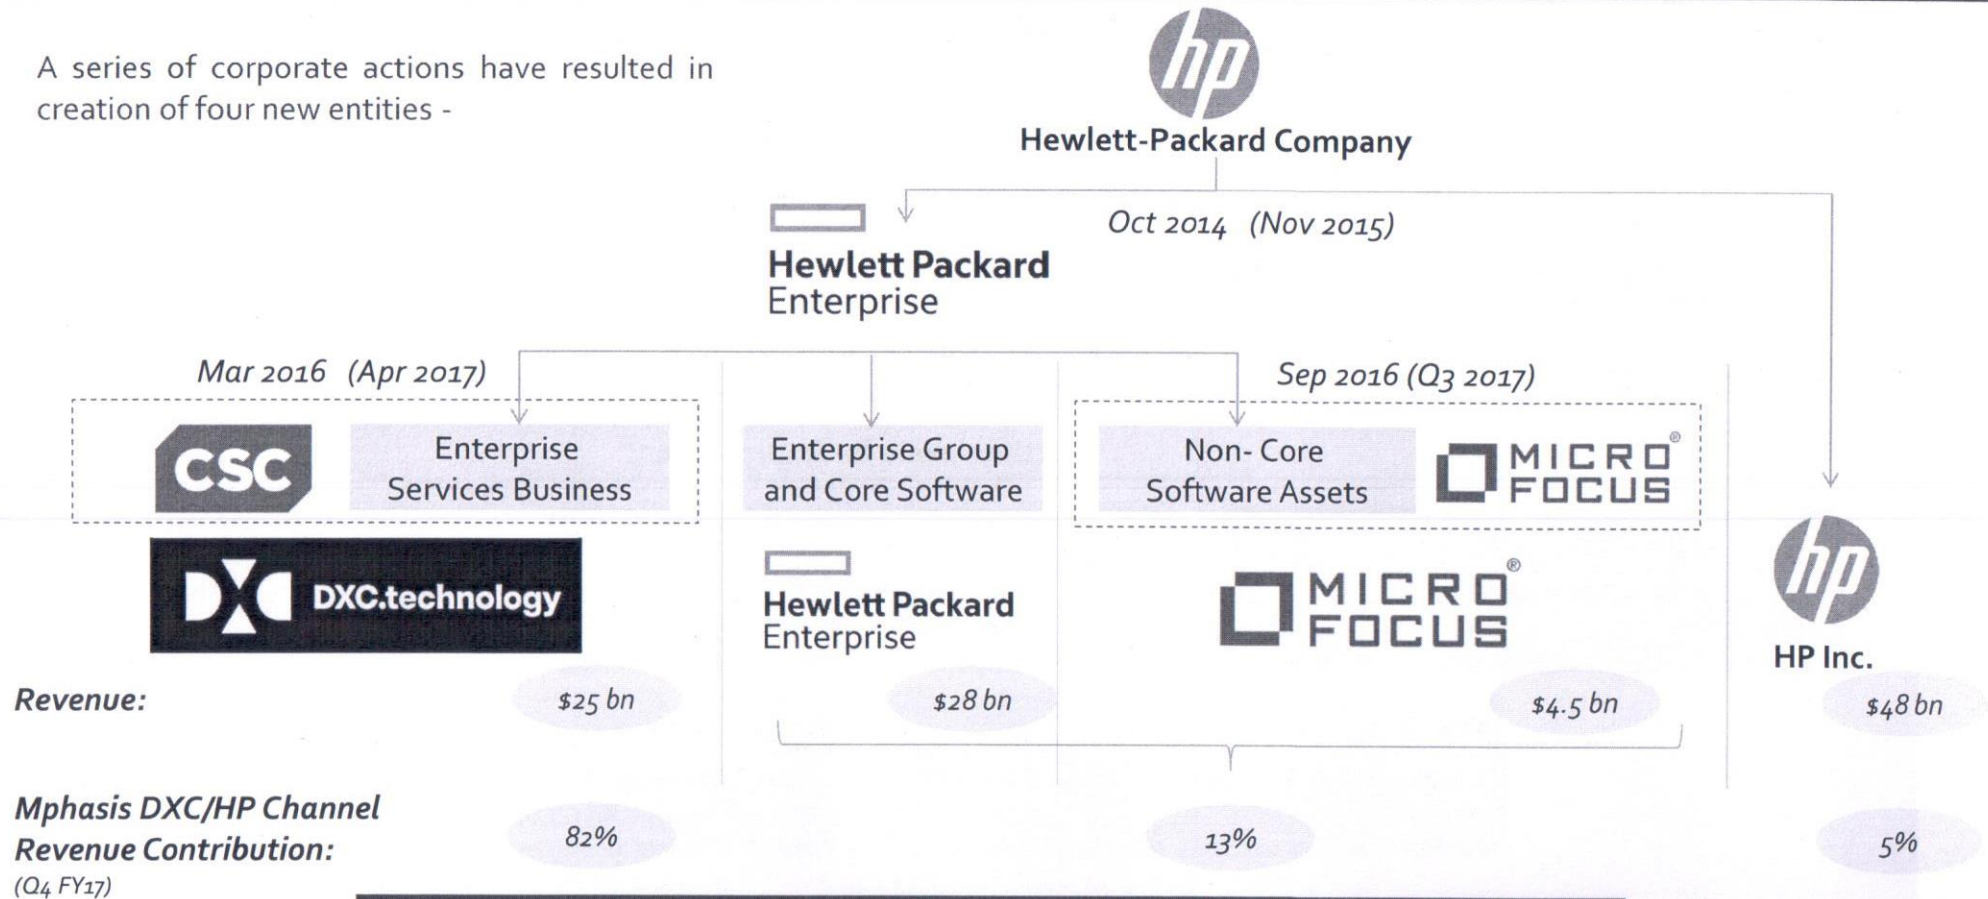 A series of corporate actions have resulted in
creation of four new entities -
hp
Hewlett-Packard Company
Oct 2014 (Nov 2015)
Hewlett Packard
Enterprise
Mar 2016 (Apr 2017)
Sep 2016 (Q3 2017)
CSC
Enterprise
Services Business
Enterprise Group
and Core Software
Non- Core
Software Assets
MICRO®
FOCUS
DXC.technology
Hewlett Packard
Enterprise
MICRO®
FOCUS
hp
HP Inc.
Revenue:
$25 bn
$28 bn
$4.5 bn
$48 bn
Mphasis DXC/HP Channel
Revenue Contribution:
(Q4 FY17)
82%
13%
5%